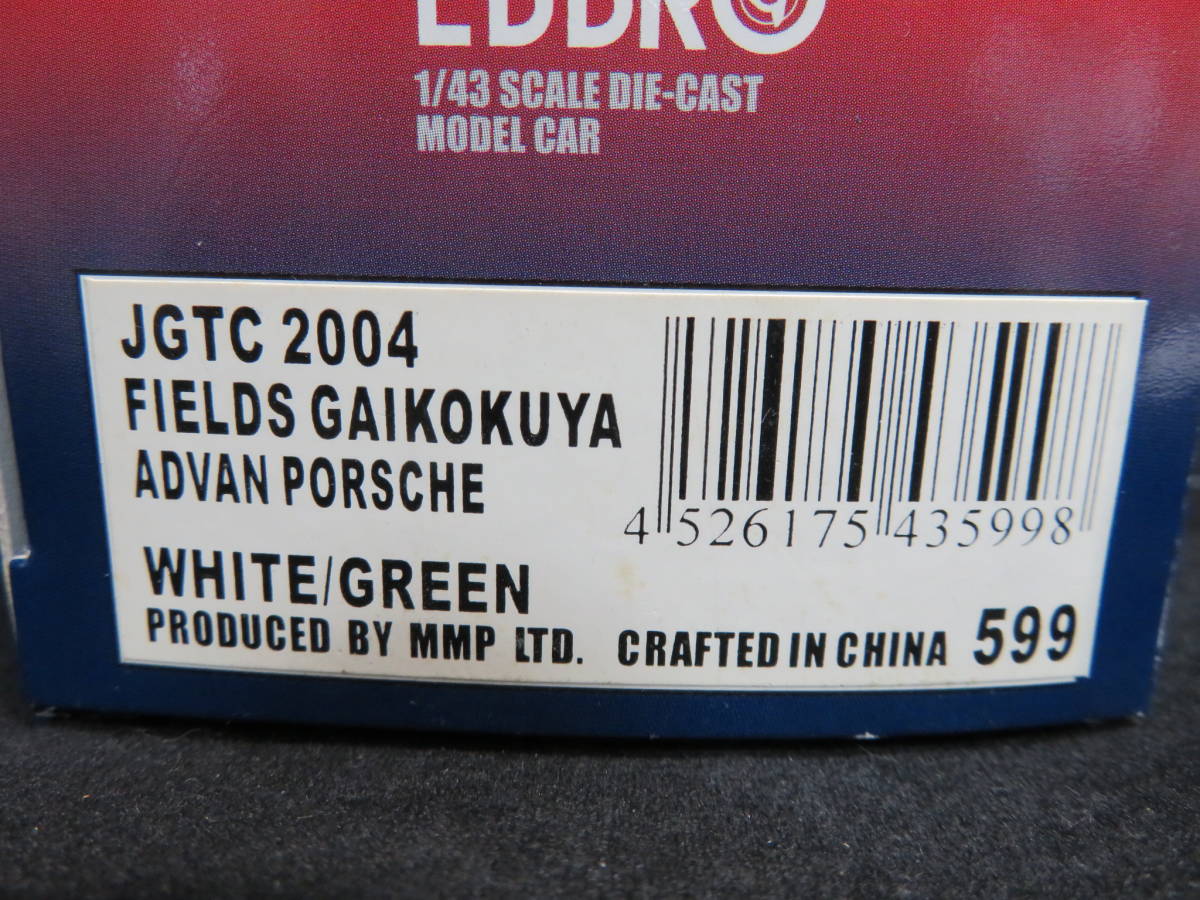 EBBRO
1/43 SCALE DIE-CAST
MODEL CAR
JGTC 2004
FIELDS GAIKOKUYA
ADVAN PORSCHE
WHITE/GREEN
PRODUCED BY MMP LTD. CRAFTED IN CHINA 599
4 526175 435998